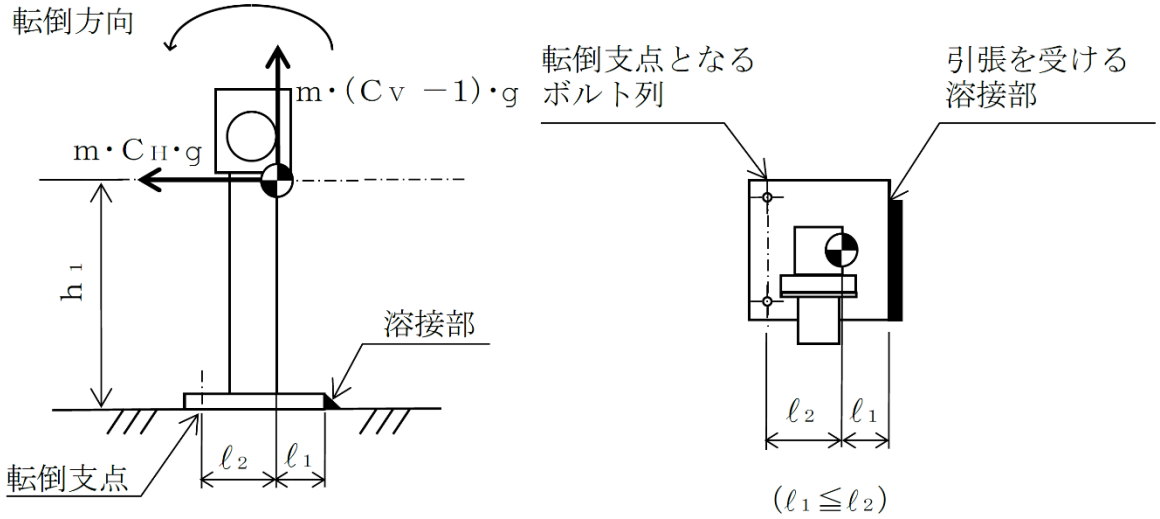 転倒方向
m・(CV －1)・g
m・CH・g
h1
溶接部
ℓ2
ℓ1
転倒支点
転倒支点となる
ボルト列
引張を受ける
溶接部
ℓ2
ℓ1
(ℓ1≦ℓ2)